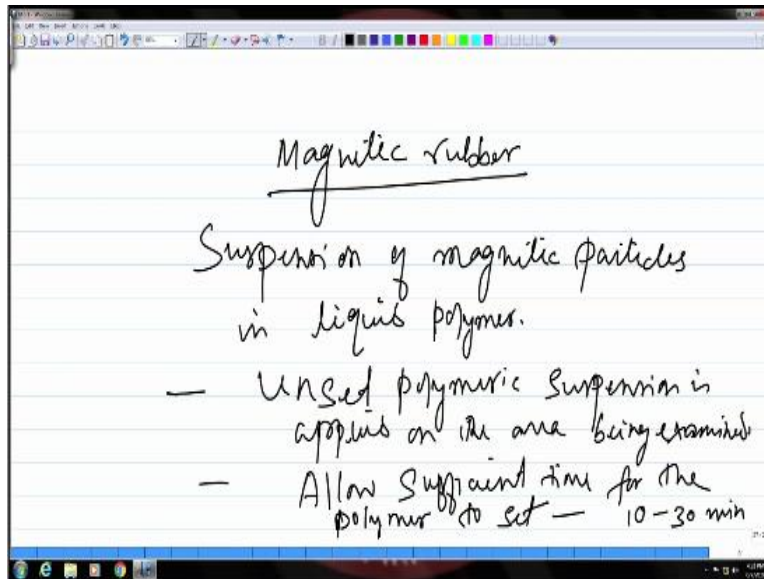 Magnetic rubber
Suspension of magnetic particles
in liquid polymer.
— Unset polymeric suspension is
applied on the area being examined.
— Allow sufficient time for the
polymer to set — 10-30 min